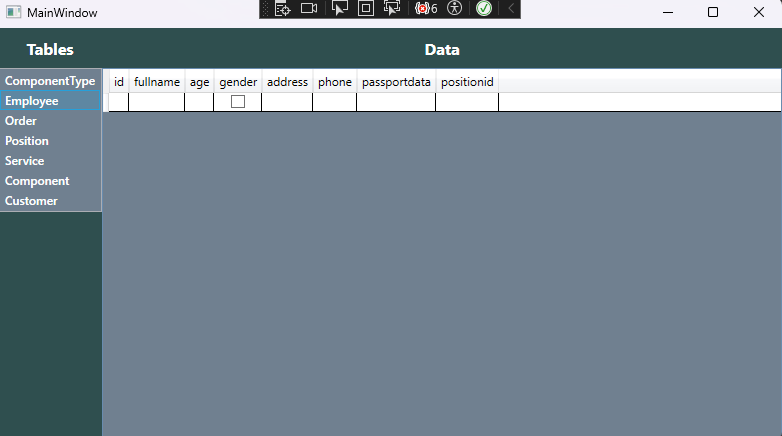 MainWindow
6
Tables
Data
ComponentType
Employee
Order
Position
Service
Component
Customer
id fullname age gender address phone passportdata positionid